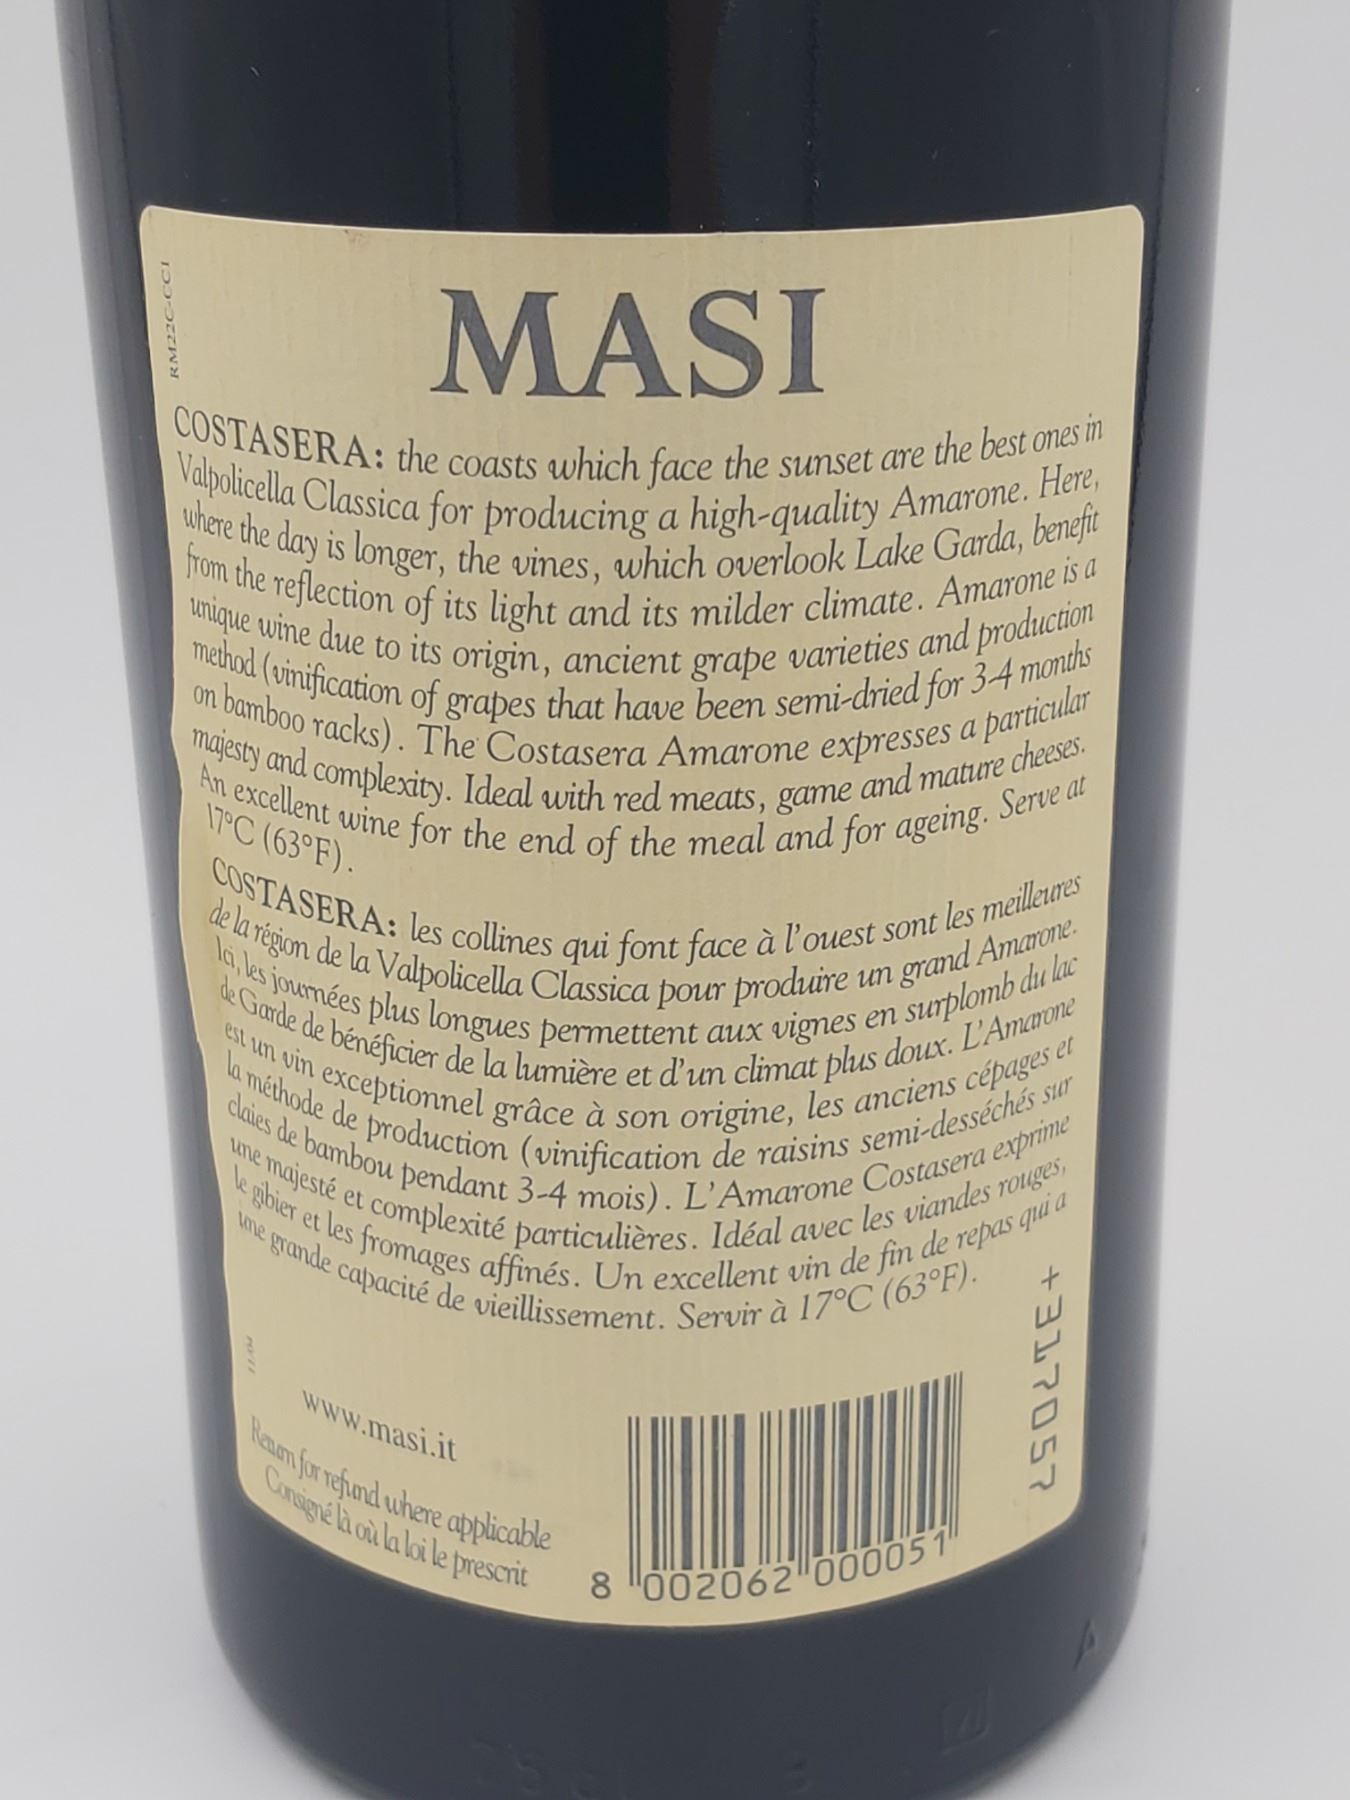 RM22C-CC1
MASI
COSTASERA: the coasts which face the sunset are the best ones in
Valpolicella Classica for producing a high-quality Amarone. Here,
where the day is longer, the vines, which overlook Lake Garda, benefit
from the reflection of its light and its milder climate. Amarone is a
unique wine due to its origin, ancient grape varieties and production
method (vinification of grapes that have been semi-dried for 3-4 months
on bamboo racks). The Costasera Amarone expresses a particular
majesty and complexity. Ideal with red meats, game and mature cheeses.
An excellent wine for the end of the meal and for ageing. Serve at
17°C (63°F).
COSTASERA: les collines qui font face à l'ouest sont les meilleures
de la région de la Valpolicella Classica pour produire un grand Amarone.
Ici, les journées plus longues permettent aux vignes en surplomb du lac
de Garde de bénéficier de la lumière et d'un climat plus doux. L'Amarone
est un vin exceptionnel grâce à son origine, les anciens cépages et
la méthode de production (vinification de raisins semi-desséchés sur
claies de bambou pendant 3-4 mois). L'Amarone Costasera exprime
une majesté et complexité particulières. Idéal avec les viandes rouges,
le gibier et les fromages affinés. Un excellent vin de fin de repas qui a
une grande capacité de vieillissement. Servir à 17°C (63°F).
+317057
11/04
www.masi.it
Return for refund where applicable
Consigné là où la loi le prescrit
8 002062 000051